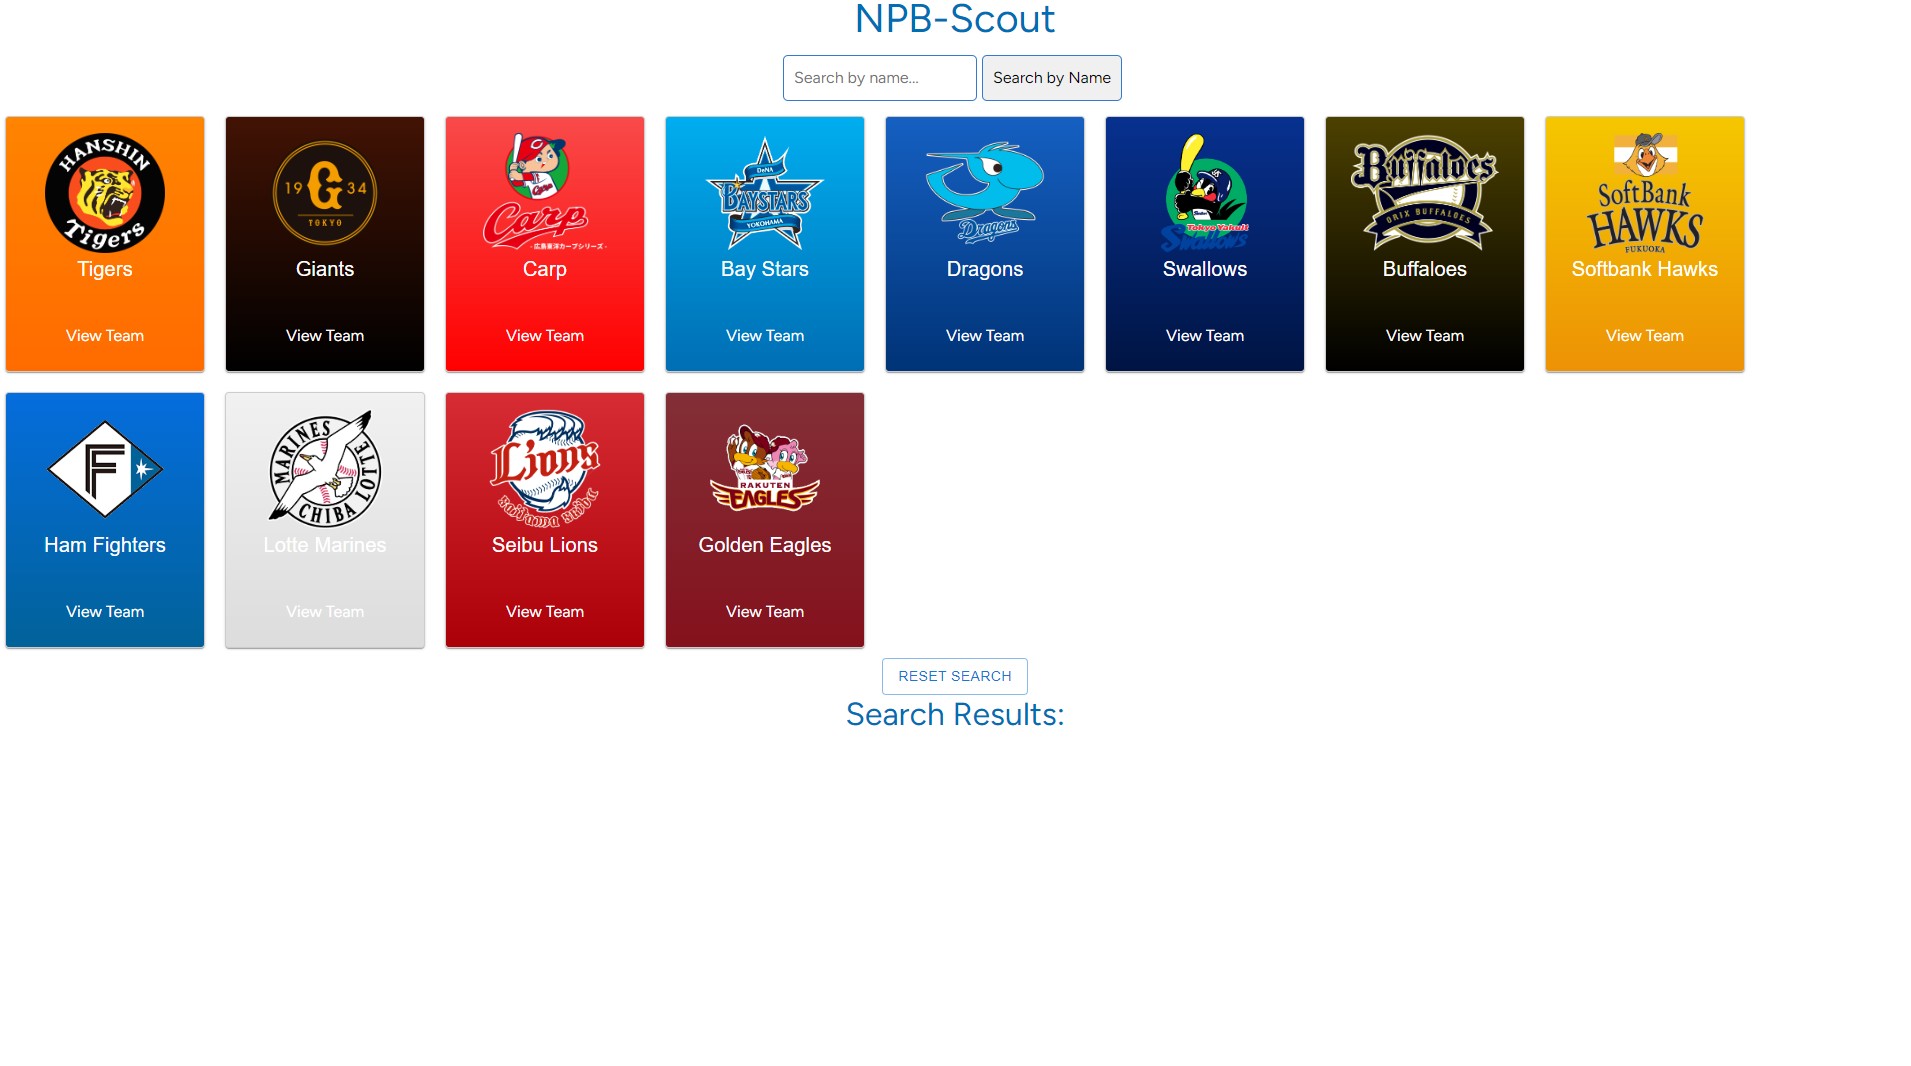 NPB-Scout
Search by name...
Search by Name
HANSHIN
Tigers
Tigers
View Team
G
19 34
TOKYO
Giants
View Team
Carp
Carp
-広島東洋カープシリーズ-
Carp
View Team
DeNA
BAYSTARS
YOKOHAMA
Bay Stars
View Team
Dragons
Dragons
View Team
Tokyo Yakult
Swallows
Swallows
View Team
Buffaloes
ORIX BUFFALOES
Buffaloes
View Team
SoftBank
HAWKS
FUKUOKA
Softbank Hawks
View Team
F
Ham Fighters
View Team
MARINES
LOTTE
CHIBA
Lotte Marines
View Team
Lions
Saitama Seibu
Seibu Lions
View Team
RAKUTEN
EAGLES
Golden Eagles
View Team
RESET SEARCH
Search Results: